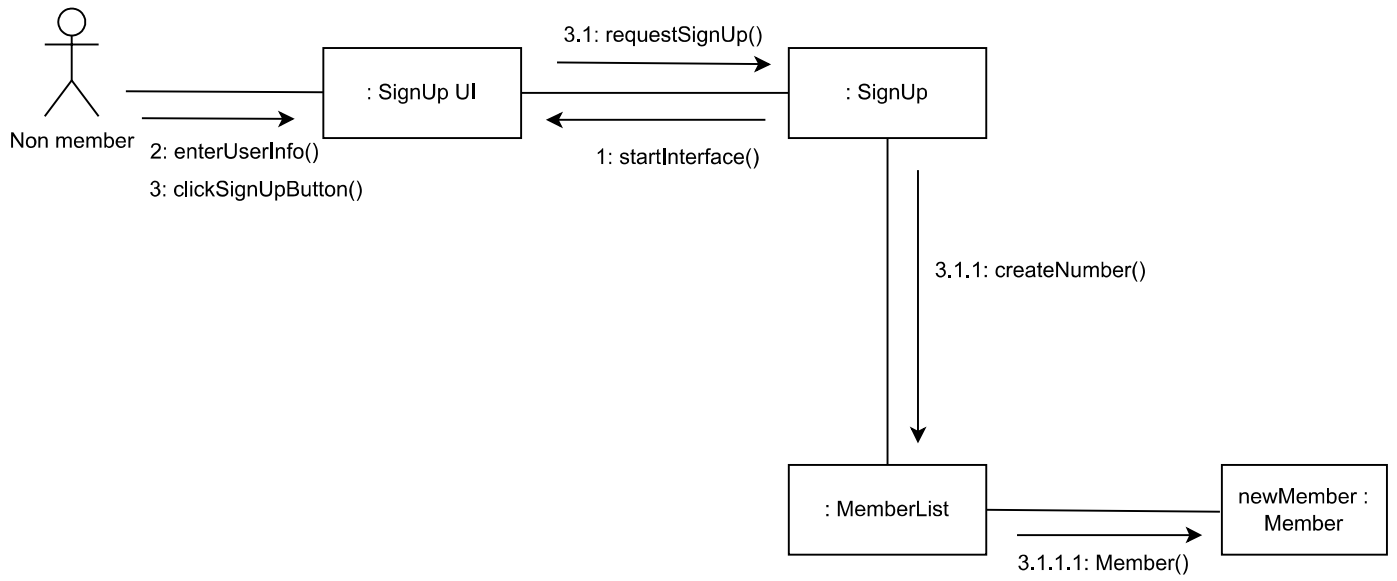 3.1: requestSignUp()
: SignUp UI
: SignUp
Non member
2: enterUserInfo()
1: startInterface()
3: clickSignUpButton()
3.1.1: createNumber()
: MemberList
newMember :
Member
3.1.1.1: Member()